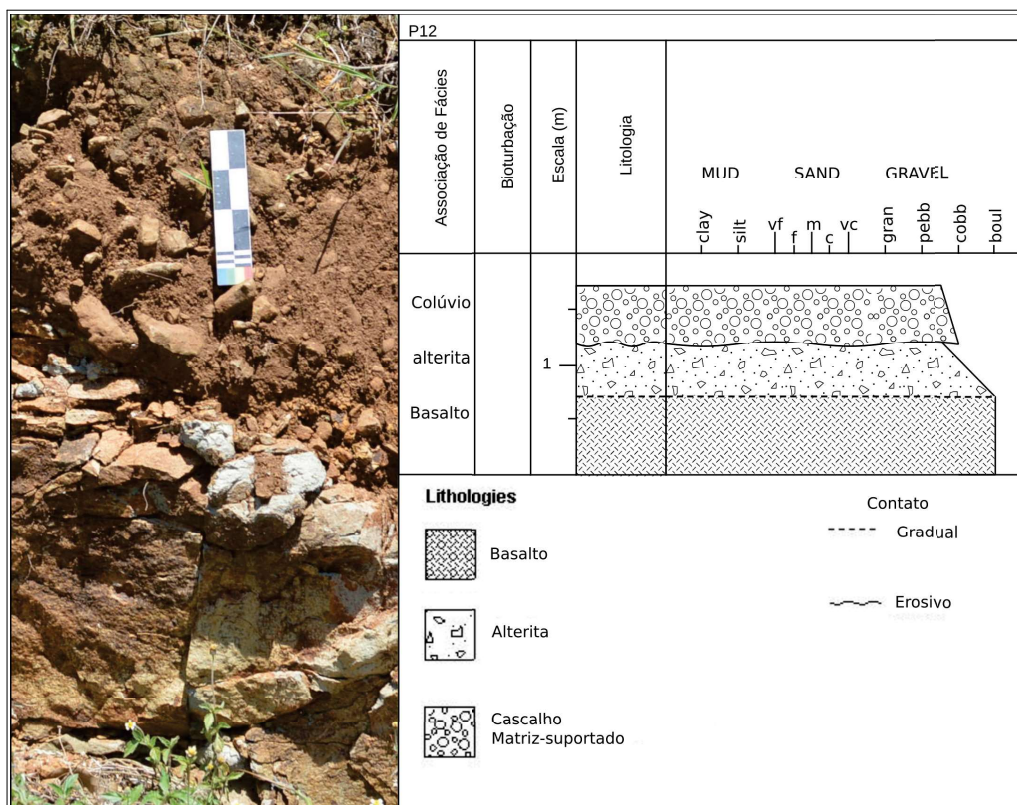 P12
Associação de Fácies
Bioturbação
Escala (m)
Litologia
MUD SAND GRAVEL
clay silt vf f m c vc gran pebb cobb boul
Colúvio
alterita
1
Basalto
Lithologies
Basalto
Alterita
Cascalho
Matriz-suportado
Contato
Gradual
Erosivo